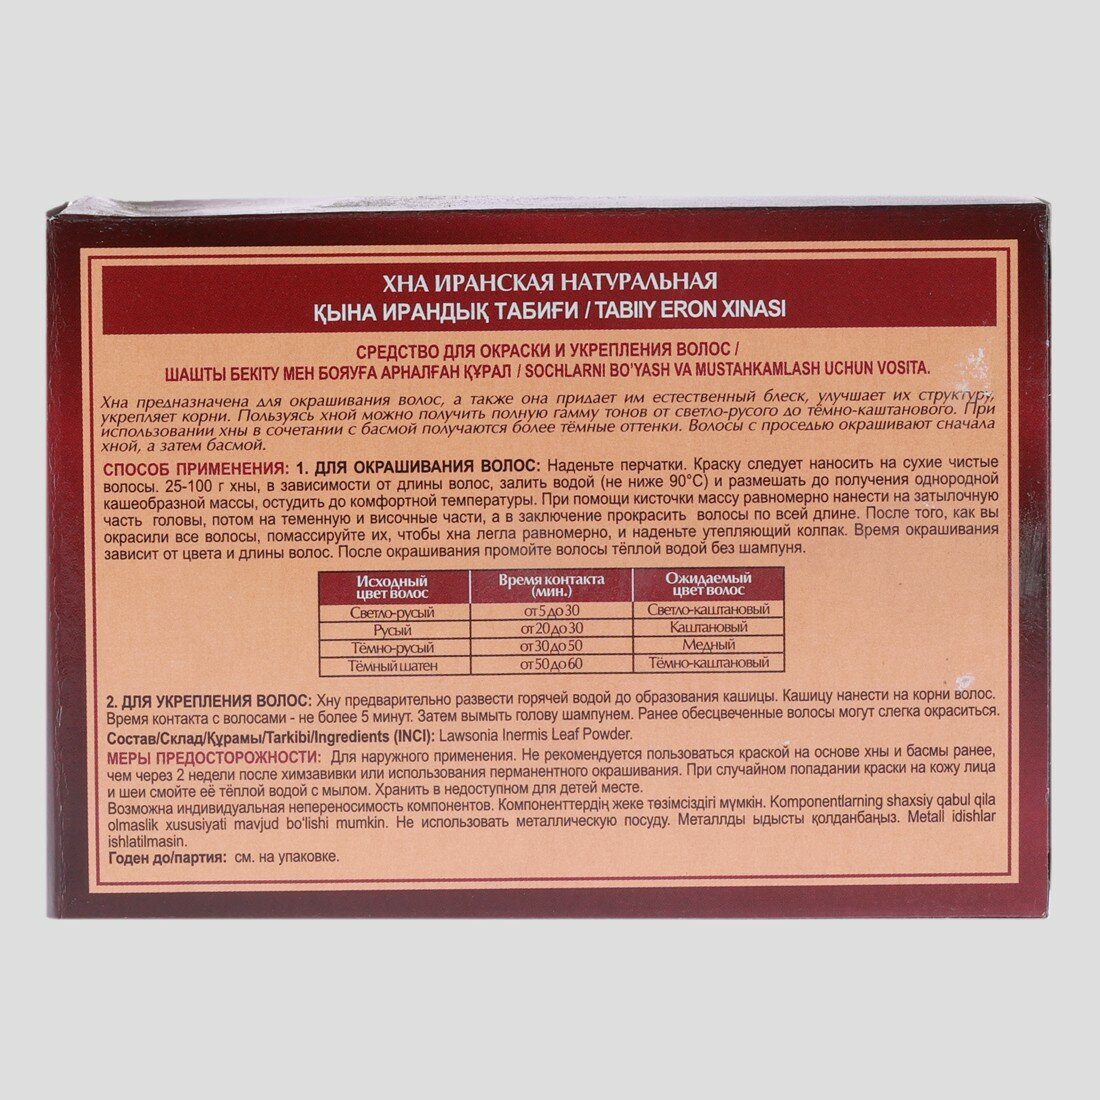 ХНА ИРАНСКАЯ НАТУРАЛЬНАЯ
ҚЫНА ИРАНДЫҚ ТАБИҒИ / TABIIY ERON XINASI
СРЕДСТВО ДЛЯ ОКРАСКИ И УКРЕПЛЕНИЯ ВОЛОС /
ШАШТЫ БЕКІТУ МЕН БОЯУҒА АРНАЛҒАН ҚҰРАЛ / SOCHLARNI BO'YASH VA MUSTAHKAMLASH UCHUN VOSITA.
Хна предназначена для окрашивания волос, а также она придает им естественный блеск, улучшает их структуру,
укрепляет корни. Пользуясь хной можно получить полную гамму тонов от светло-русого до тёмно-каштанового. При
использовании хны в сочетании с басмой получаются более тёмные оттенки. Волосы с проседью окрашивают сначала
хной, а затем басмой.
СПОСОБ ПРИМЕНЕНИЯ: 1. ДЛЯ ОКРАШИВАНИЯ ВОЛОС: Наденьте перчатки. Краску следует наносить на сухие чистые
волосы. 25-100 г хны, в зависимости от длины волос, залить водой (не ниже 90°С) и размешать до получения однородной
кашеобразной массы, остудить до комфортной температуры. При помощи кисточки массу равномерно нанести на затылочную
часть головы, потом на теменную и височные части, а в заключение прокрасить волосы по всей длине. После того, как вы
окрасили все волосы, помассируйте их, чтобы хна легла равномерно, и наденьте утепляющий колпак. Время окрашивания
зависит от цвета и длины волос. После окрашивания промойте волосы тёплой водой без шампуня.
Исходный цвет волос | Время контакта (мин.) | Ожидаемый цвет волос
Светло-русый | от 5 до 30 | Светло-каштановый
Русый | от 20 до 30 | Каштановый
Тёмно-русый | от 30 до 50 | Медный
Тёмный шатен | от 50 до 60 | Тёмно-каштановый
2. ДЛЯ УКРЕПЛЕНИЯ ВОЛОС: Хну предварительно развести горячей водой до образования кашицы. Кашицу нанести на корни волос.
Время контакта с волосами - не более 5 минут. Затем вымыть голову шампунем. Ранее обесцвеченные волосы могут слегка окраситься.
Состав/Склад/Құрамы/Tarkibi/Ingredients (INCI): Lawsonia Inermis Leaf Powder.
МЕРЫ ПРЕДОСТОРОЖНОСТИ: Для наружного применения. Не рекомендуется пользоваться краской на основе хны и басмы ранее,
чем через 2 недели после химзавивки или использования перманентного окрашивания. При случайном попадании краски на кожу лица
и шеи смойте её тёплой водой с мылом. Хранить в недоступном для детей месте.
Возможна индивидуальная непереносимость компонентов. Компоненттердің жеке төзімсіздігі мүмкін. Komponentlarning shaxsiy qabul qila
olmaslik xususiyati mavjud bo'lishi mumkin. Не использовать металлическую посуду. Металлды ыдысты қолданбаңыз. Metall idishlar
ishlatilmasin.
Годен до/партия: см. на упаковке.